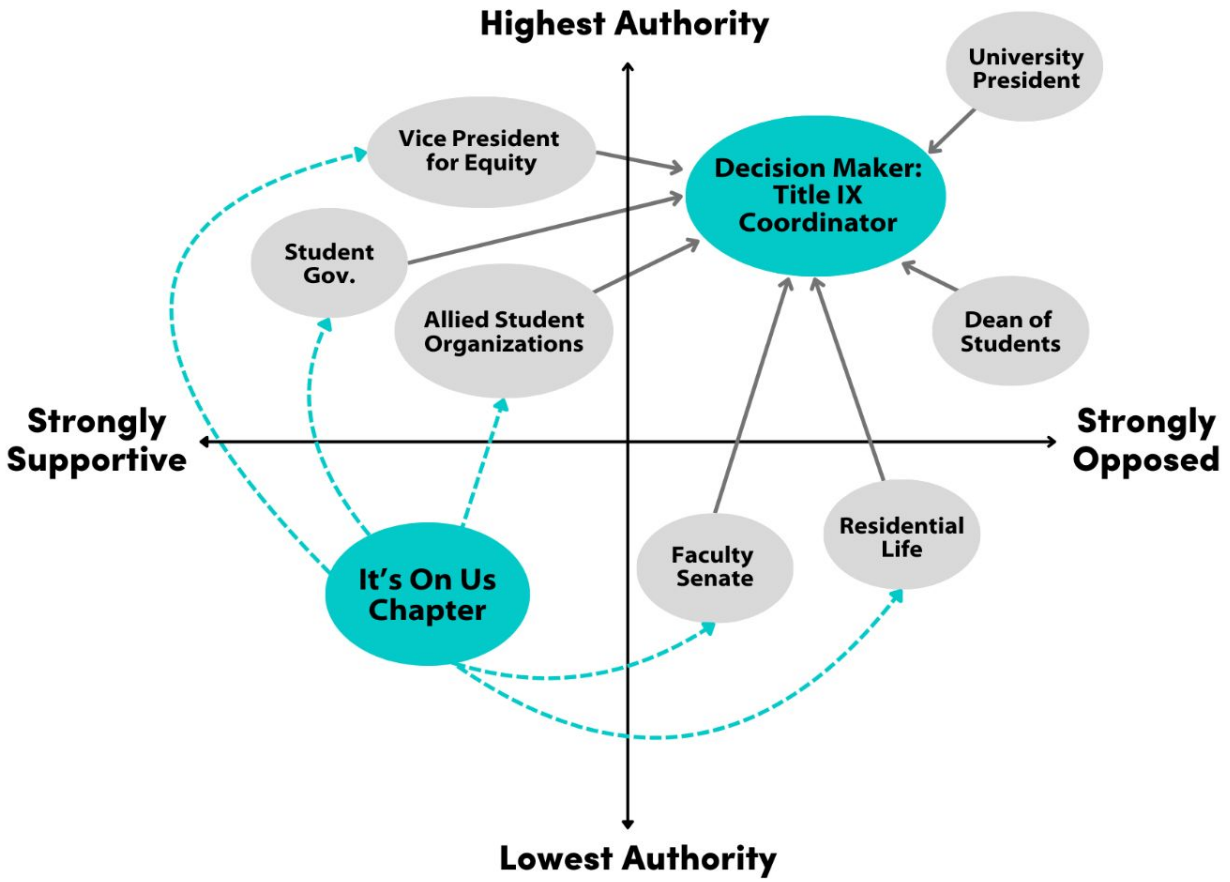 Highest Authority
University
President
Vice President
for Equity
Decision Maker:
Title IX
Coordinator
Student
Gov.
Allied Student
Organizations
Dean of
Students
Strongly
Supportive
Strongly
Opposed
Residential
Life
Faculty
Senate
It’s On Us
Chapter
Lowest Authority